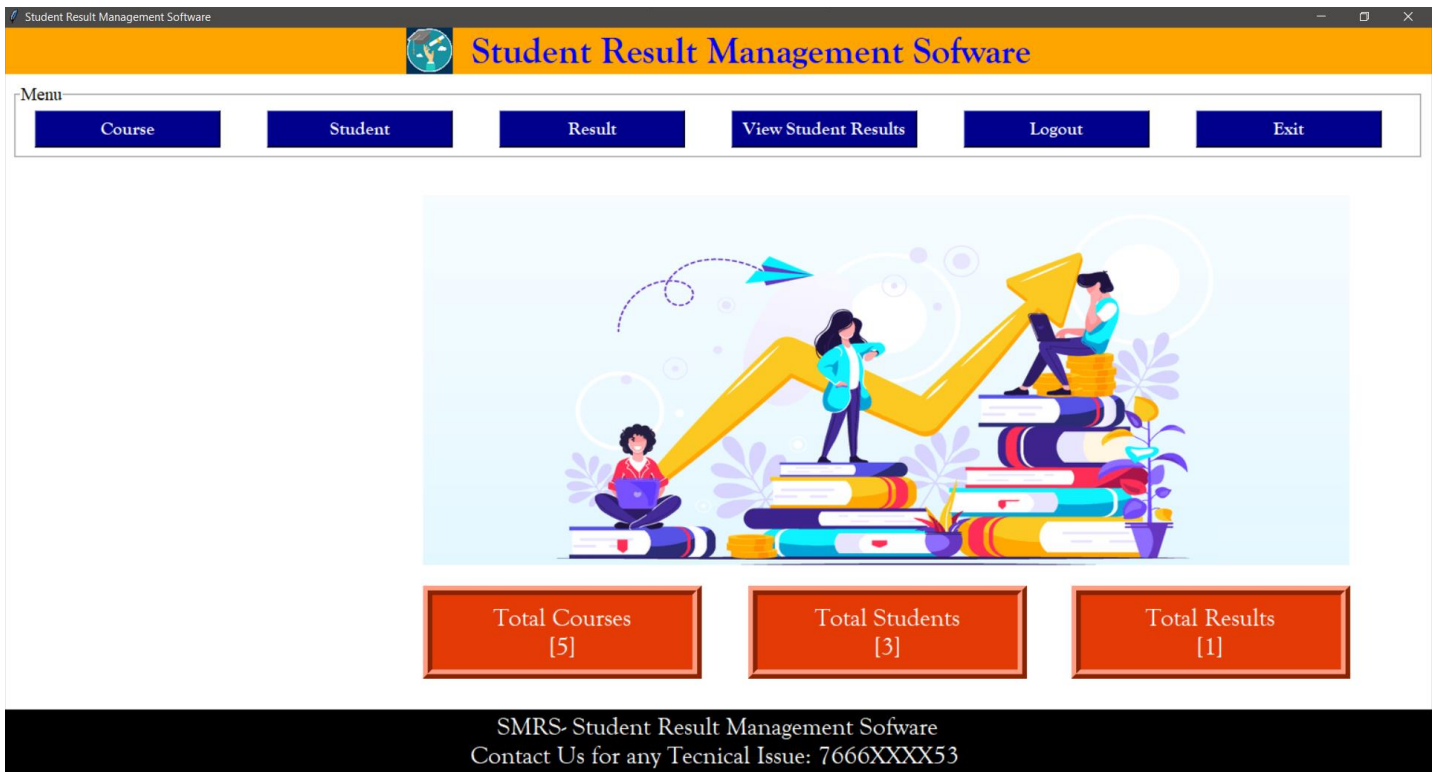 Student Result Management Software
Student Result Management Sofware
Menu
Course
Student
Result
View Student Results
Logout
Exit
Total Courses
[5]
Total Students
[3]
Total Results
[1]
SMRS- Student Result Management Sofware
Contact Us for any Tecnical Issue: 7666XXXX53